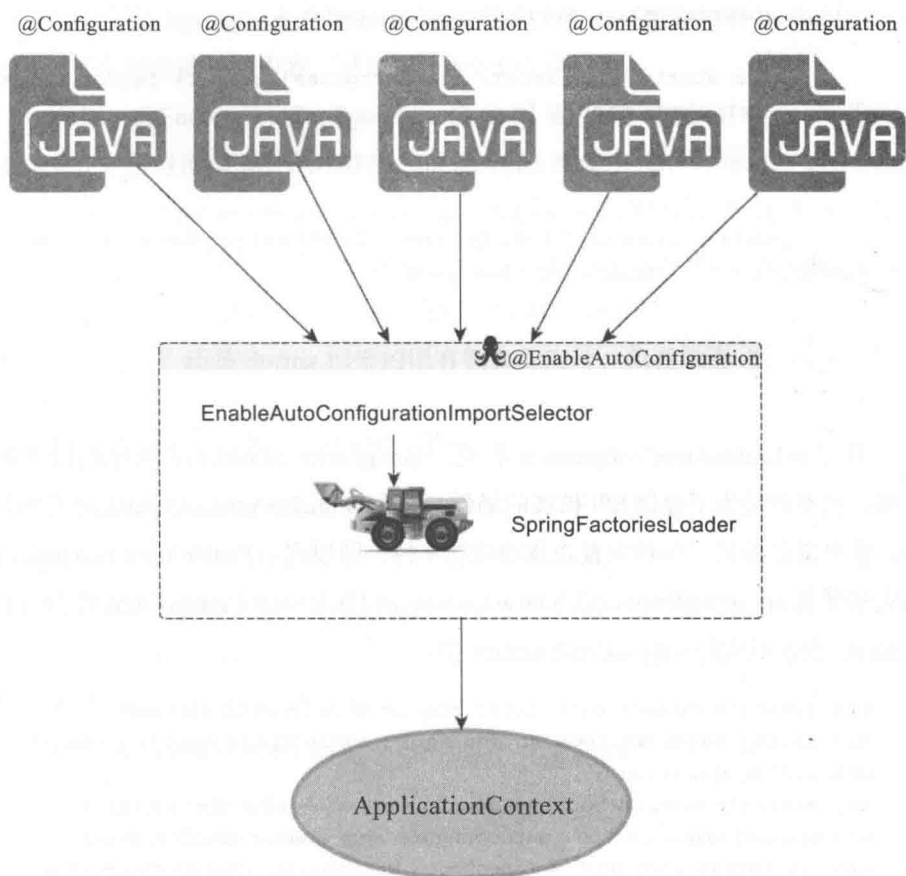 @Configuration @Configuration @Configuration @Configuration @Configuration
JAVA JAVA JAVA JAVA JAVA
@EnableAutoConfiguration
EnableAutoConfigurationImportSelector
SpringFactoriesLoader
ApplicationContext